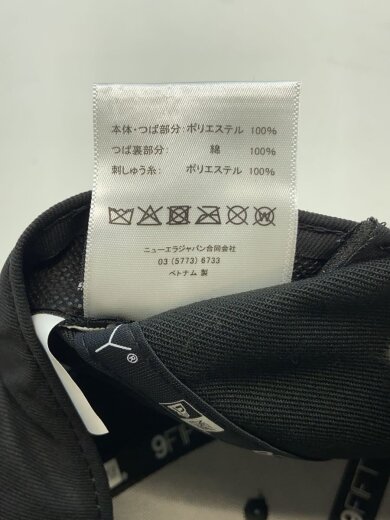 本体・つば部分: ポリエステル 100%
つば裏部分: 綿 100%
刺しゅう糸: ポリエステル 100%
ニューエラジャパン合同会社
03 (5773) 6733
ベトナム 製
Y®
9FIFT
9FIFT